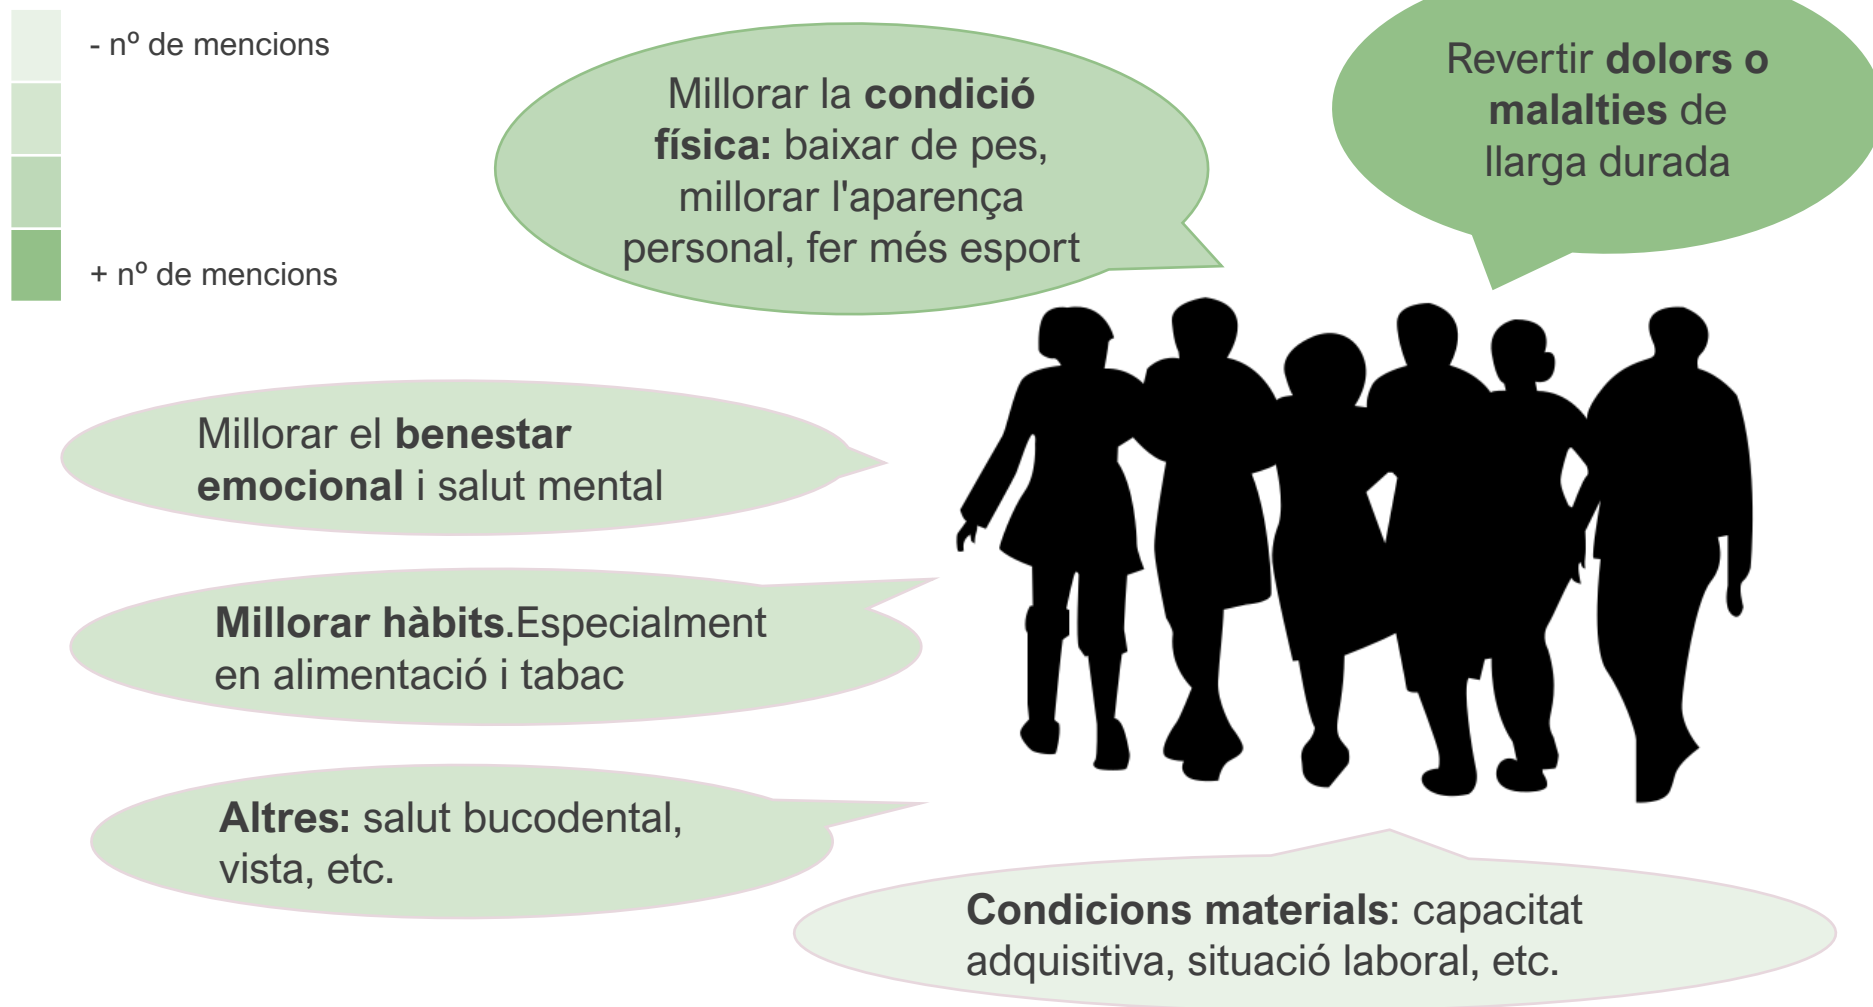 - nº de mencions
+ nº de mencions
Millorar la condició
física: baixar de pes,
millorar l'aparença
personal, fer més esport
Revertir dolors o
malalties de
llarga durada
Millorar el benestar
emocional i salut mental
Millorar hàbits.Especialment
en alimentació i tabac
Altres: salut bucodental,
vista, etc.
Condicions materials: capacitat
adquisitiva, situació laboral, etc.